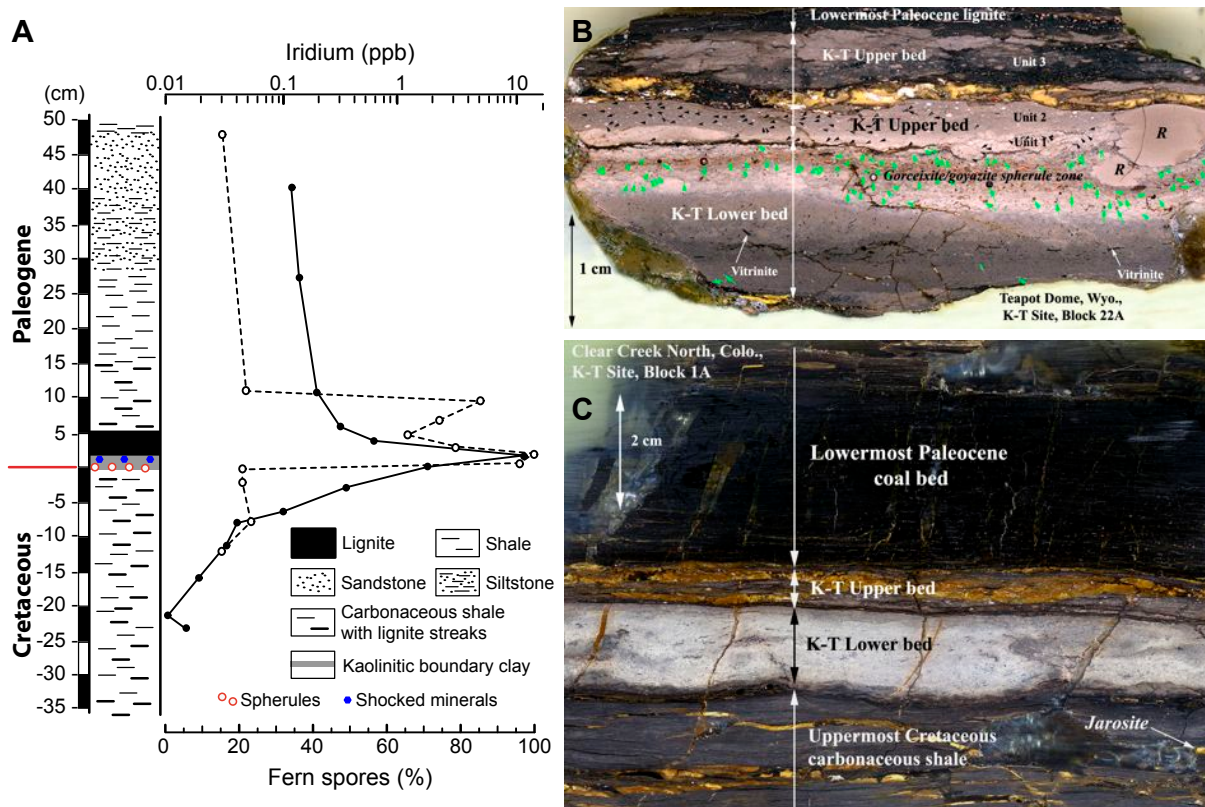 A
Iridium (ppb)
0.01 0.1 1 10
(cm)
50
45
40
35
30
25
20
15
10
5
-5
-10
-15
-20
-25
-30
-35
Paleogene
Cretaceous
Lignite
Shale
Sandstone
Siltstone
Carbonaceous shale
with lignite streaks
Kaolinitic boundary clay
Spherules
Shocked minerals
0 20 40 60 80 100
Fern spores (%)
B
Lowermost Paleocene lignite
K-T Upper bed
Unit 3
K-T Upper bed
Unit 2
Unit 1
R
R
Gorceixite/goyazite spherule zone
K-T Lower bed
1 cm
Vitrinite
Vitrinite
Teapot Dome, Wyo.,
K-T Site, Block 22A
Clear Creek North, Colo.,
K-T Site, Block 1A
C
2 cm
Lowermost Paleocene
coal bed
K-T Upper bed
K-T Lower bed
Uppermost Cretaceous
carbonaceous shale
Jarosite